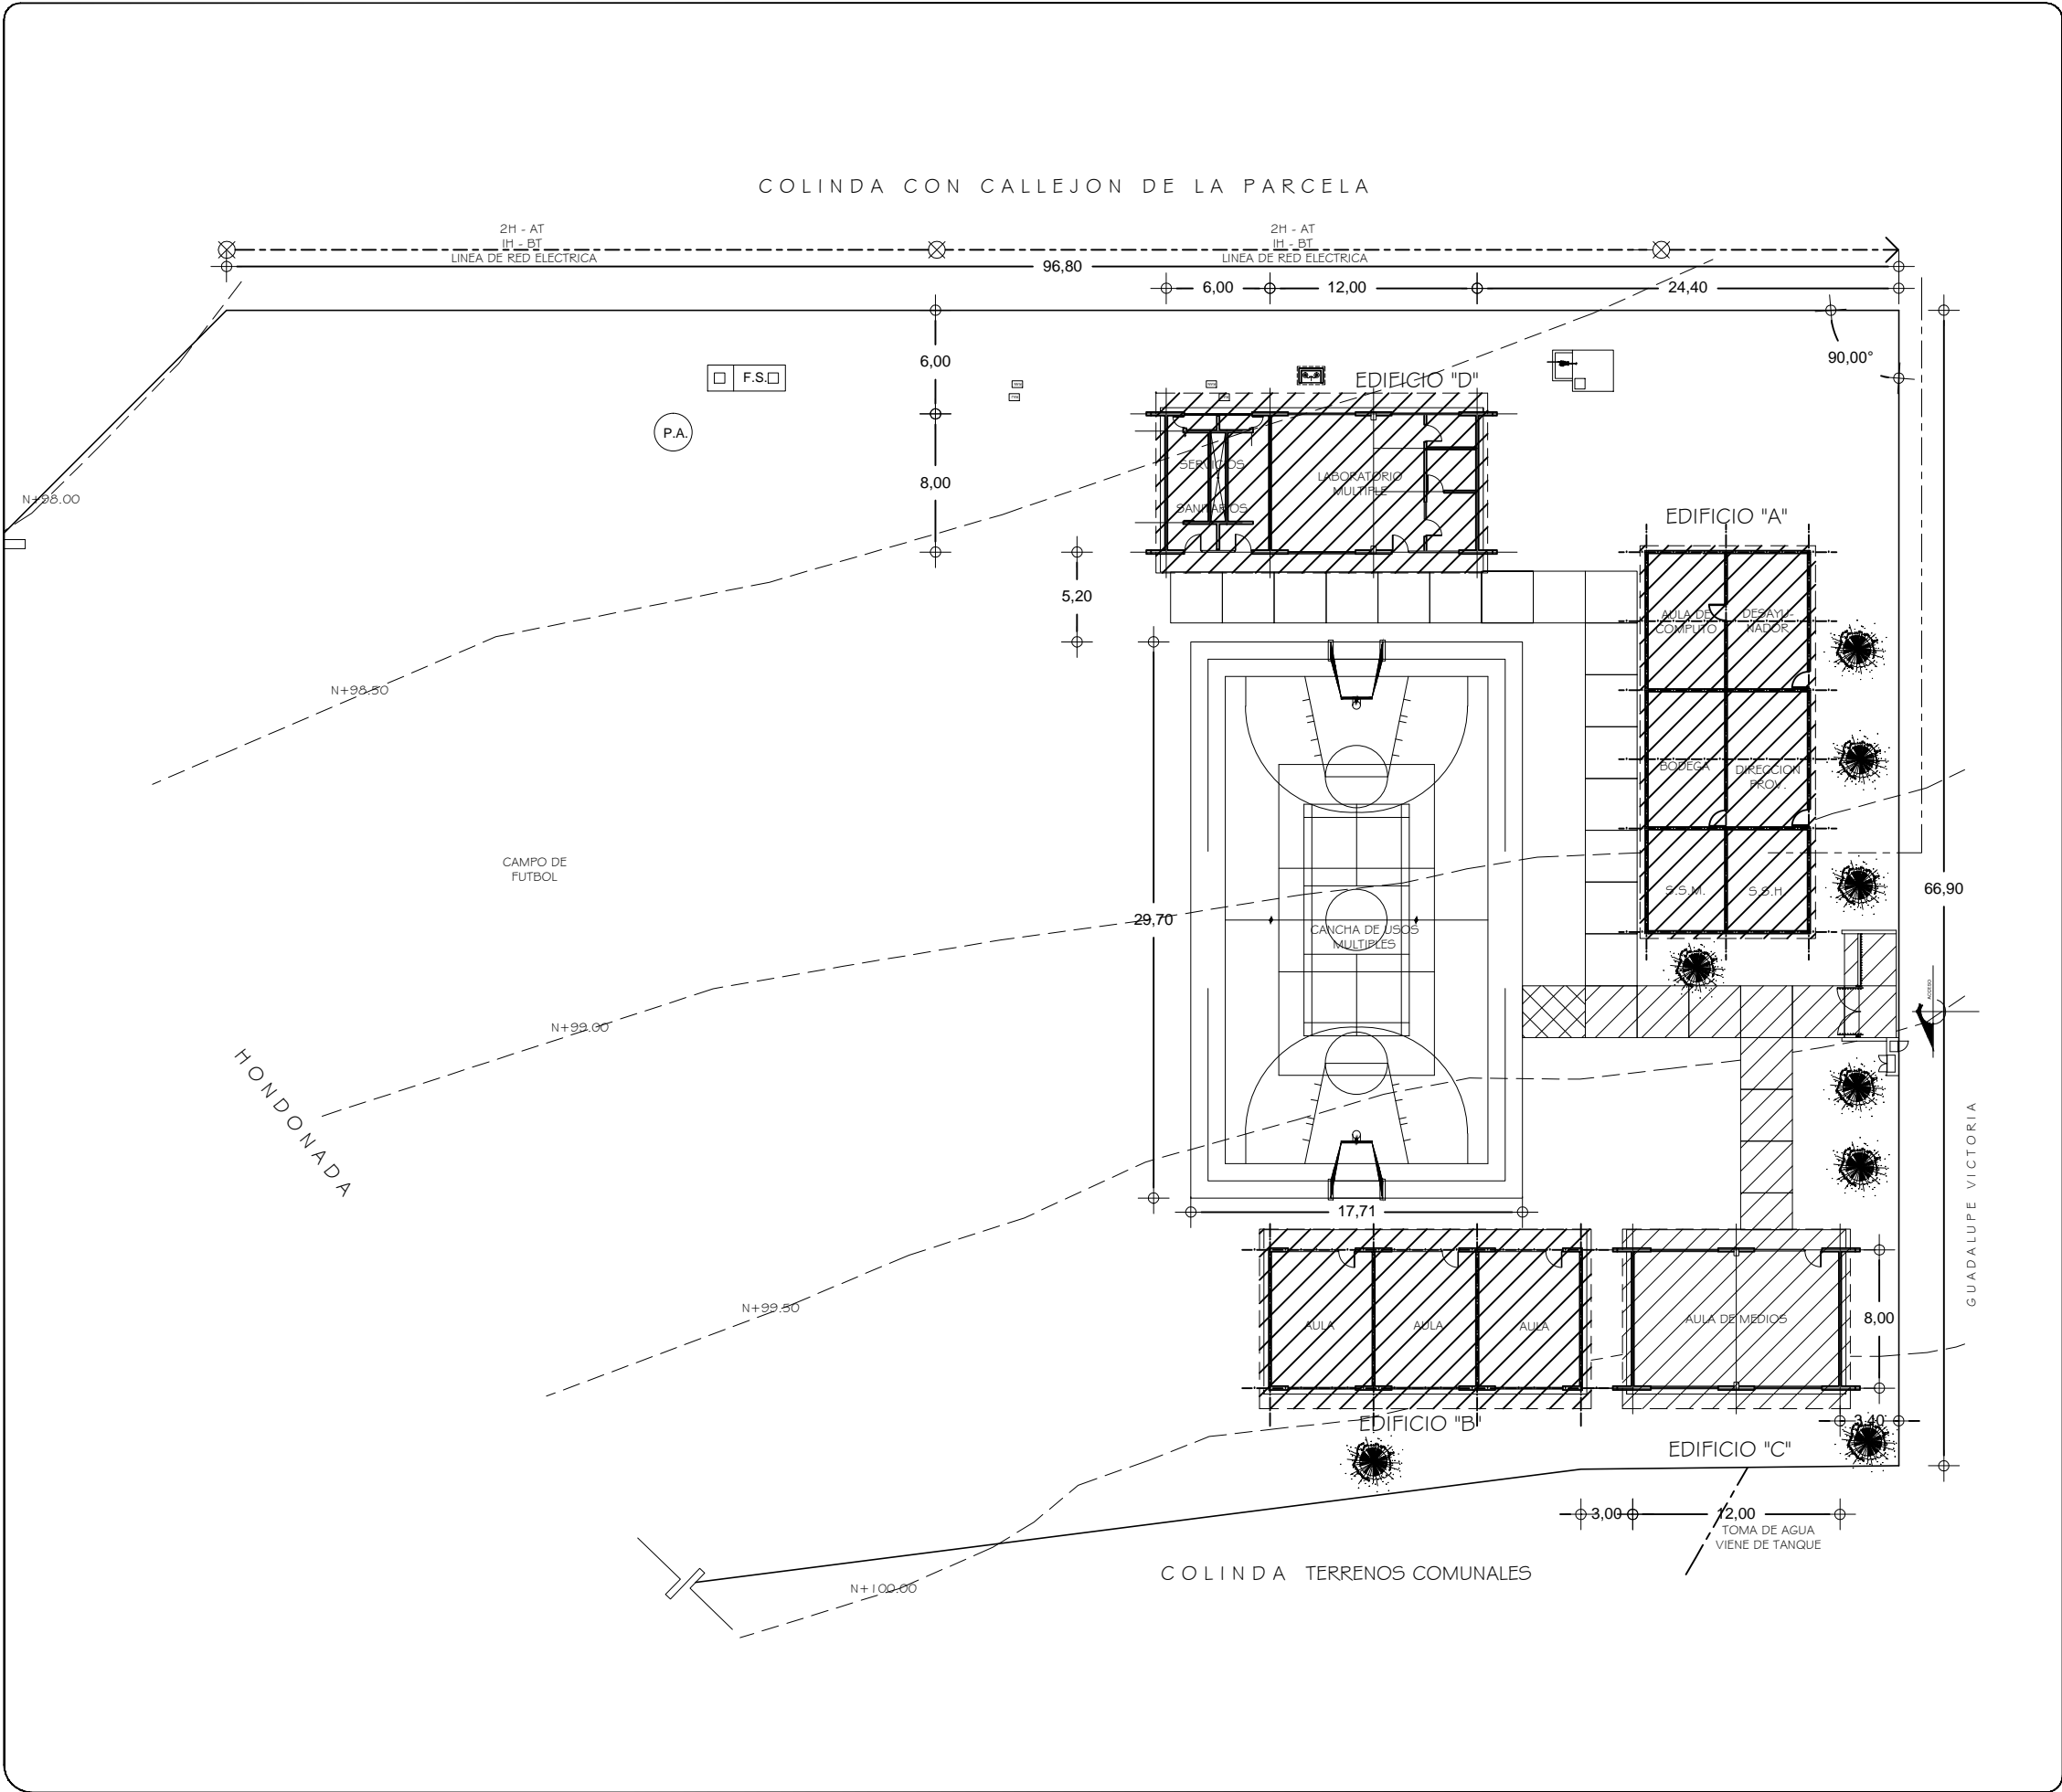 COLINDA CON CALLEJON DE LA PARCELA
2H - AT
1H - BT
LINEA DE RED ELECTRICA
2H - AT
1H - BT
LINEA DE RED ELECTRICA
96,80
6,00
12,00
24,40
6,00
90,00°
F.S.
EDIFICIO "D"
P.A.
SERVICIOS
SANITARIOS
LABORATORIO
MULTIPLE
8,00
N+98.00
EDIFICIO "A"
5,20
AULA DE
COMPUTO
DESAYU-
NADOR
N+98.50
BODEGA
DIRECCION
PROV.
CAMPO DE
FUTBOL
S.S.M.
S.S.H.
66,90
29,70
CANCHA DE USOS
MULTIPLES
ACCESO
N+99.00
HONDONADA
GUADALUPE VICTORIA
17,71
N+99.50
AULA
AULA
AULA
AULA DE MEDIOS
8,00
EDIFICIO "B"
3,40
EDIFICIO "C"
3,00
12,00
TOMA DE AGUA
VIENE DE TANQUE
COLINDA TERRENOS COMUNALES
N+100.00